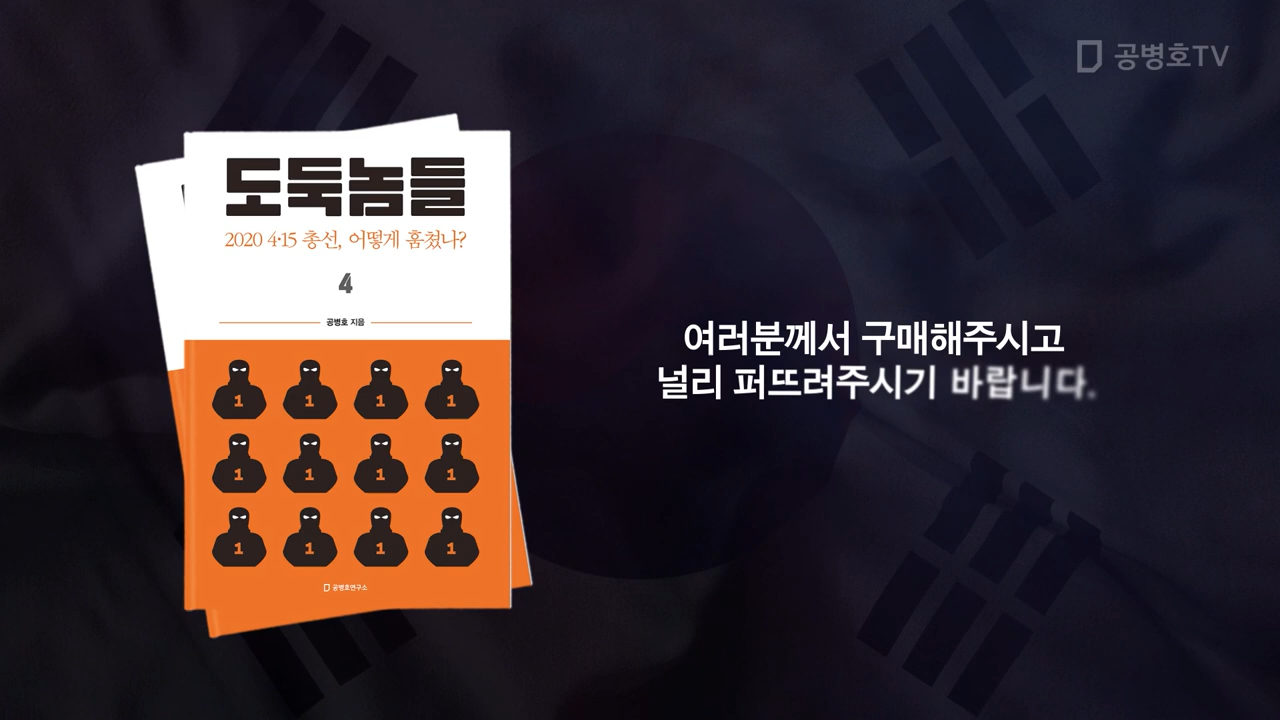 공병호TV
도둑놈들
2020 4·15 총선, 어떻게 훔쳤나?
4
공병호 지음
1 1 1 1
1 1 1 1
1 1 1 1
공병호연구소
여러분께서 구매해주시고
널리 퍼뜨려주시기 바랍니다.